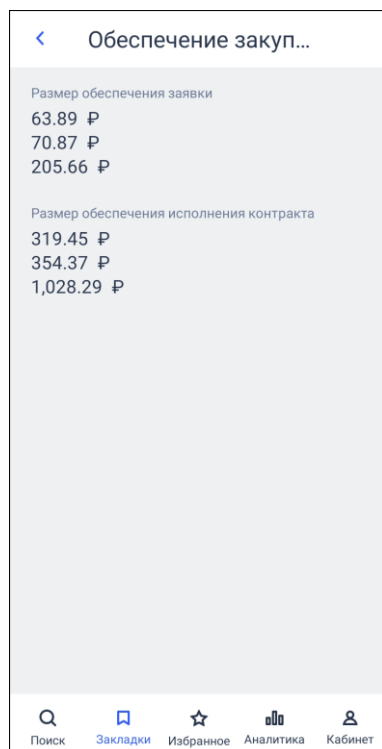 Обеспечение закуп...
Размер обеспечения заявки
63.89 ₽
70.87 ₽
205.66 ₽
Размер обеспечения исполнения контракта
319.45 ₽
354.37 ₽
1,028.29 ₽
Поиск Закладки Избранное Аналитика Кабинет